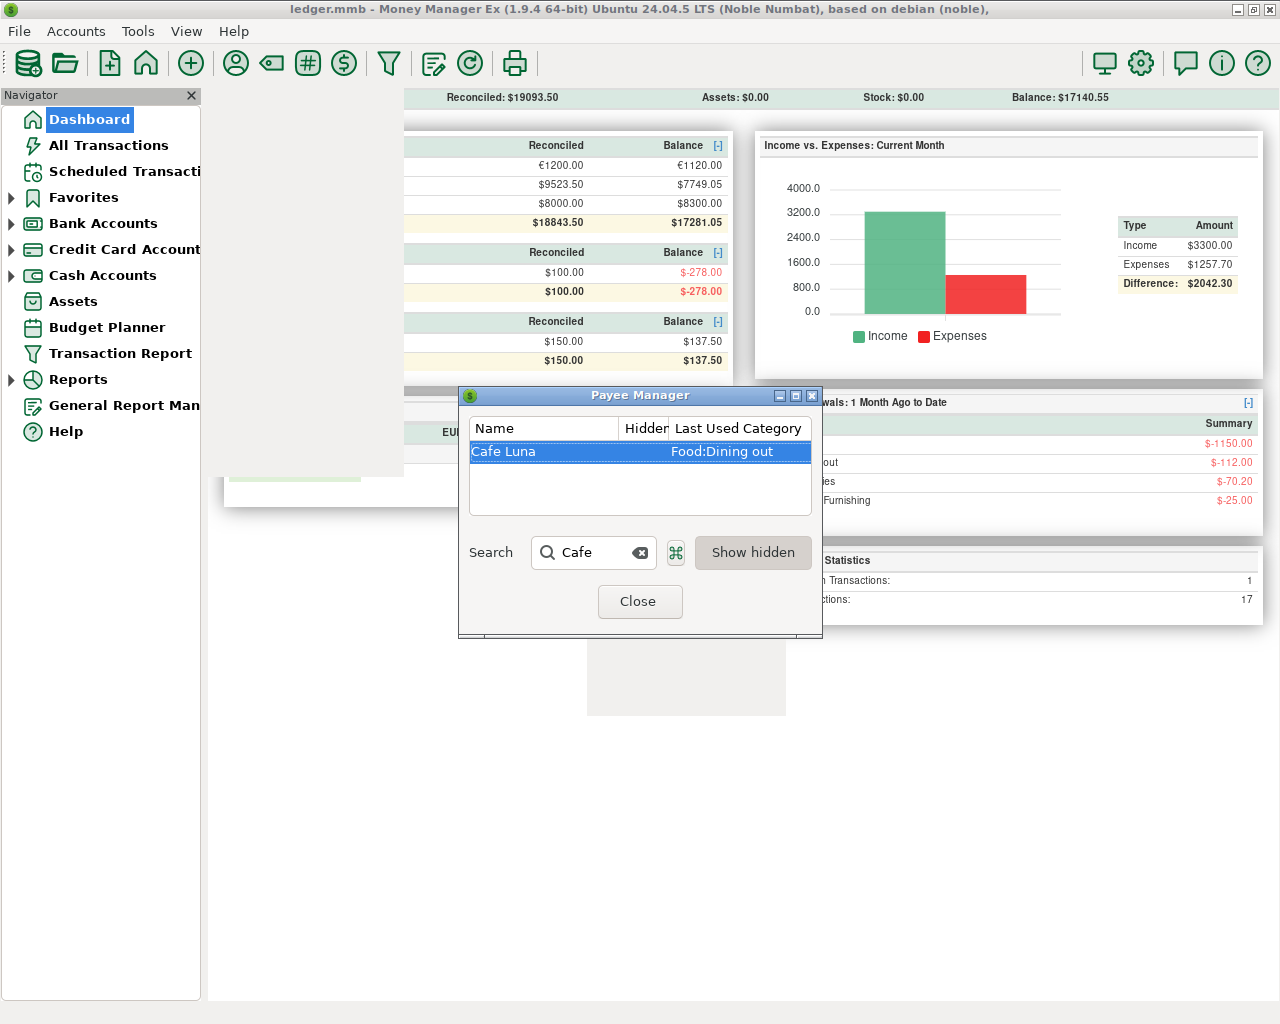 ledger.mmb - Money Manager Ex (1.9.4 64-bit) Ubuntu 24.04.5 LTS (Noble Numbat), based on debian (noble),
File Accounts Tools View Help
Navigator
Dashboard
All Transactions
Scheduled Transacti
Favorites
Bank Accounts
Credit Card Account
Cash Accounts
Assets
Budget Planner
Transaction Report
Reports
General Report Man
Help
Reconciled: $19093.50 Assets: $0.00 Stock: $0.00 Balance: $17140.55
Reconciled Balance [-]
€1200.00 €1120.00
$9523.50 $7749.05
$8000.00 $8300.00
$18843.50 $17281.05
Reconciled Balance [-]
$100.00 $-278.00
$100.00 $-278.00
Reconciled Balance [-]
$150.00 $137.50
$150.00 $137.50
EU
Income vs. Expenses: Current Month
4000.0
3200.0
2400.0
1600.0
800.0
0.0
Income Expenses
Type Amount
Income $3300.00
Expenses $1257.70
Difference: $2042.30
wals: 1 Month Ago to Date [-]
Summary
$-1150.00
out $-112.00
ies $-70.20
Furnishing $-25.00
Statistics
n Transactions: 1
ctions: 17
Payee Manager
Name Hidden Last Used Category
Cafe Luna Food:Dining out
Search Cafe Show hidden
Close